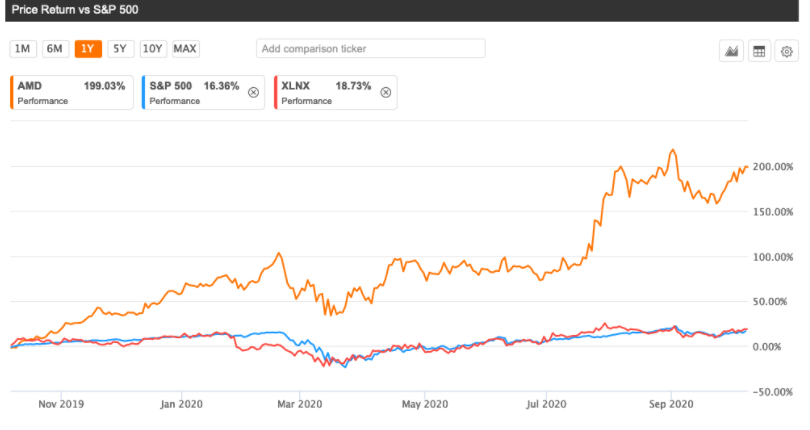 Price Return vs S&P 500
1M 6M 1Y 5Y 10Y MAX Add comparison ticker
AMD 199.03% S&P 500 16.36% XLNX 18.73%
Performance Performance Performance
200.00%
150.00%
100.00%
50.00%
0.00%
-50.00%
Nov 2019 Jan 2020 Mar 2020 May 2020 Jul 2020 Sep 2020